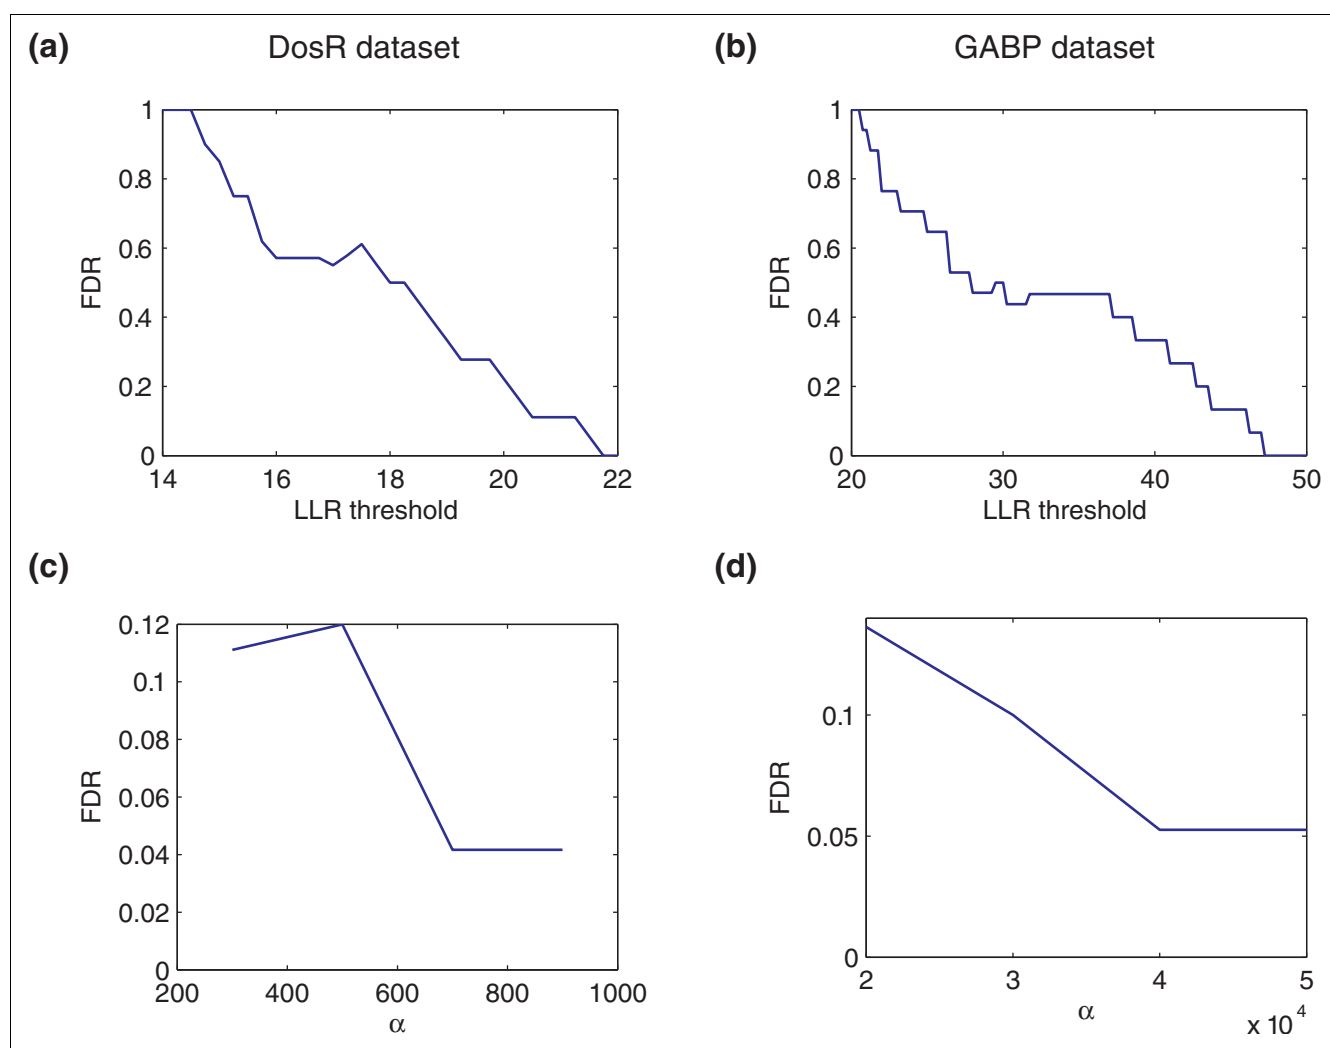 (a) DosR dataset
1
0.8
0.6
0.4
0.2
0
FDR
14 16 18 20 22
LLR threshold
(b) GABP dataset
1
0.8
0.6
0.4
0.2
0
FDR
20 30 40 50
LLR threshold
(c)
0.12
0.1
0.08
0.06
0.04
0.02
0
FDR
200 400 600 800 1000
α
(d)
0.1
0.05
0
FDR
2 3 4 5
α
x 10⁴